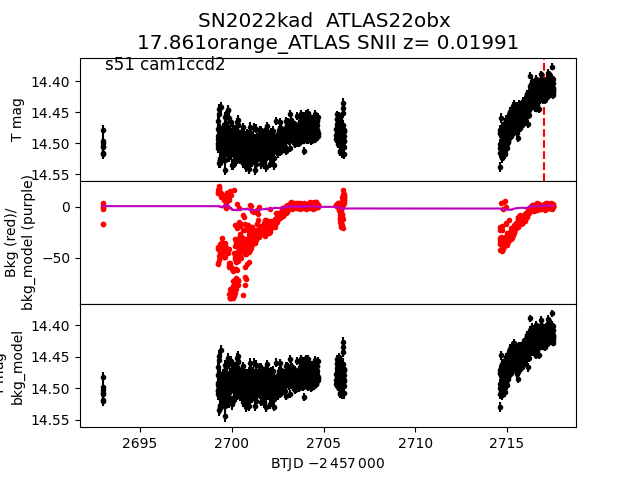 SN2022kad ATLAS22obx
17.861orange_ATLAS SNII z= 0.01991
s51 cam1ccd2
14.40
14.45
14.50
14.55
T mag
0
−50
Bkg (red)/
bkg_model (purple)
14.40
14.45
14.50
14.55
mag
bkg_model
2695
2700
2705
2710
2715
BTJD −2 457 000